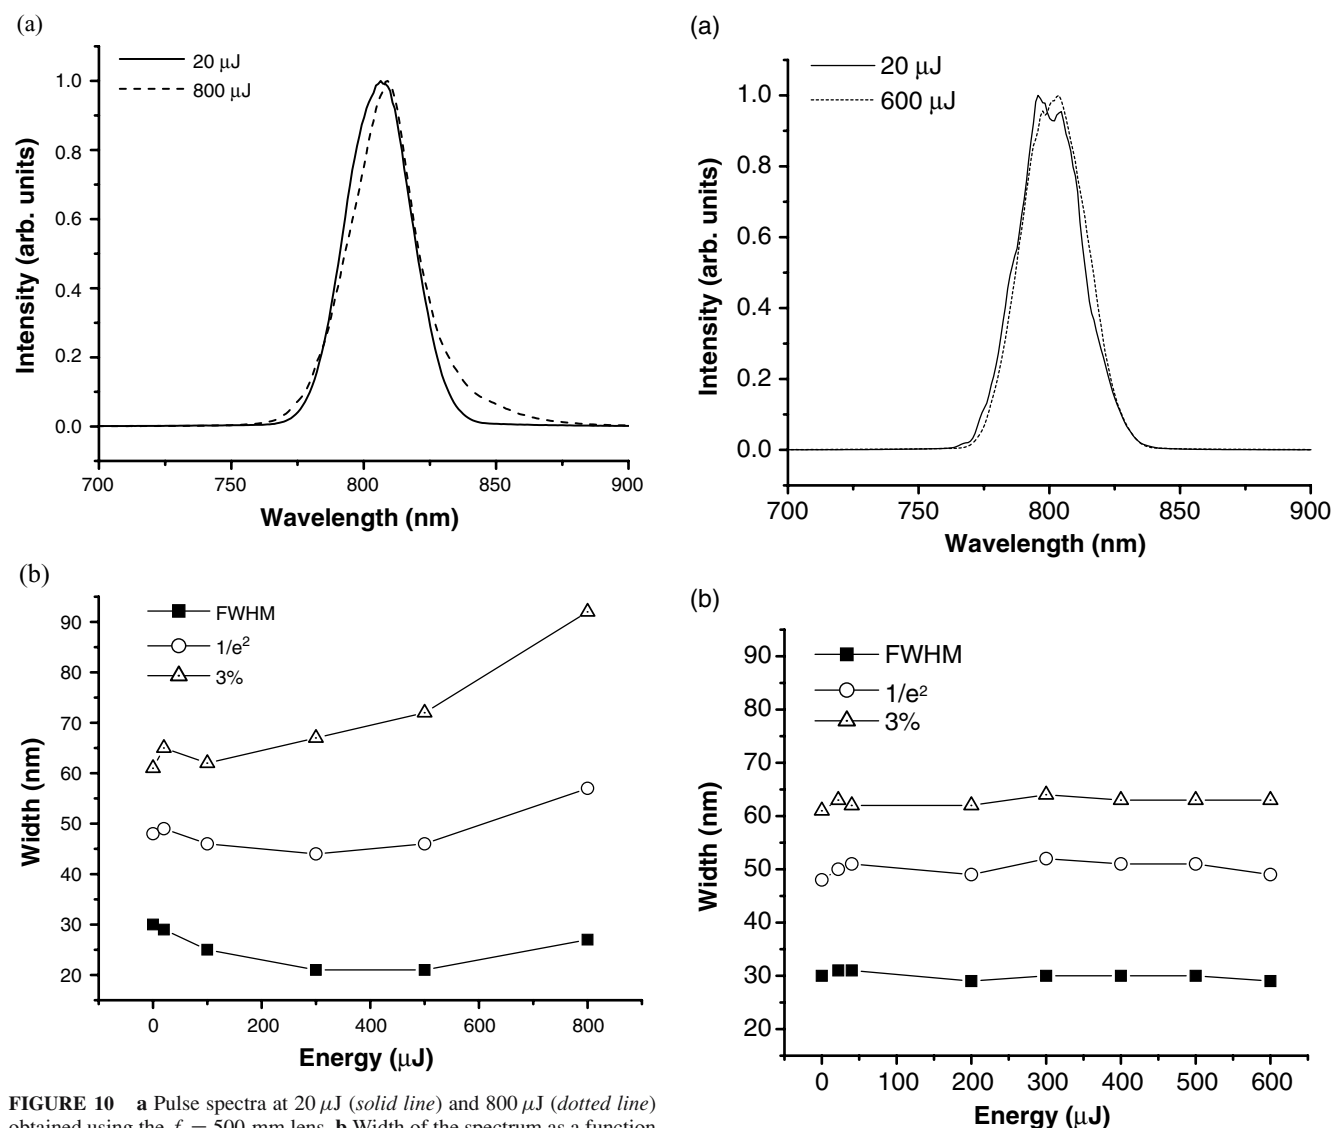 (a)
20 μJ
800 μJ
1.0
0.8
0.6
0.4
0.2
0.0
Intensity (arb. units)
700 750 800 850 900
Wavelength (nm)
(b)
FWHM
1/e²
3%
90
80
70
60
50
40
30
20
Width (nm)
0 200 400 600 800
Energy (μJ)
FIGURE 10 a Pulse spectra at 20 μJ (solid line) and 800 μJ (dotted line)
obtained using the f = 500 mm lens. b Width of the spectrum as a function
(a)
20 μJ
600 μJ
1.0
0.8
0.6
0.4
0.2
0.0
Intensity (arb. units)
700 750 800 850 900
Wavelength (nm)
(b)
FWHM
1/e²
3%
90
80
70
60
50
40
30
20
Width (nm)
0 100 200 300 400 500 600
Energy (μJ)